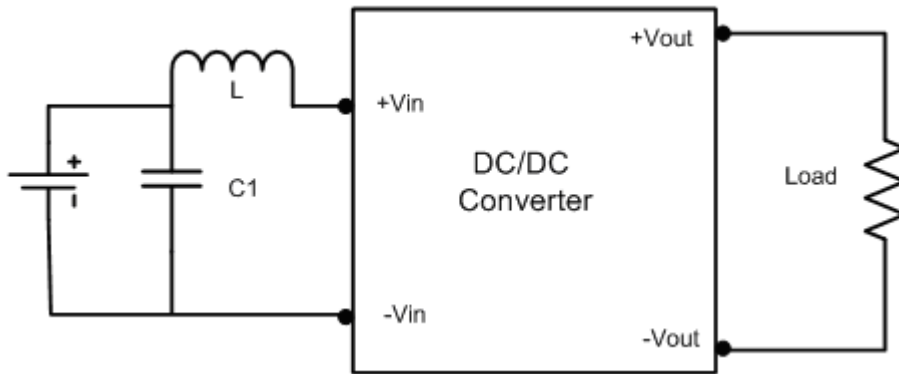 +Vout
L
+Vin
DC/DC
Converter
Load
C1
+
-
-Vin
-Vout